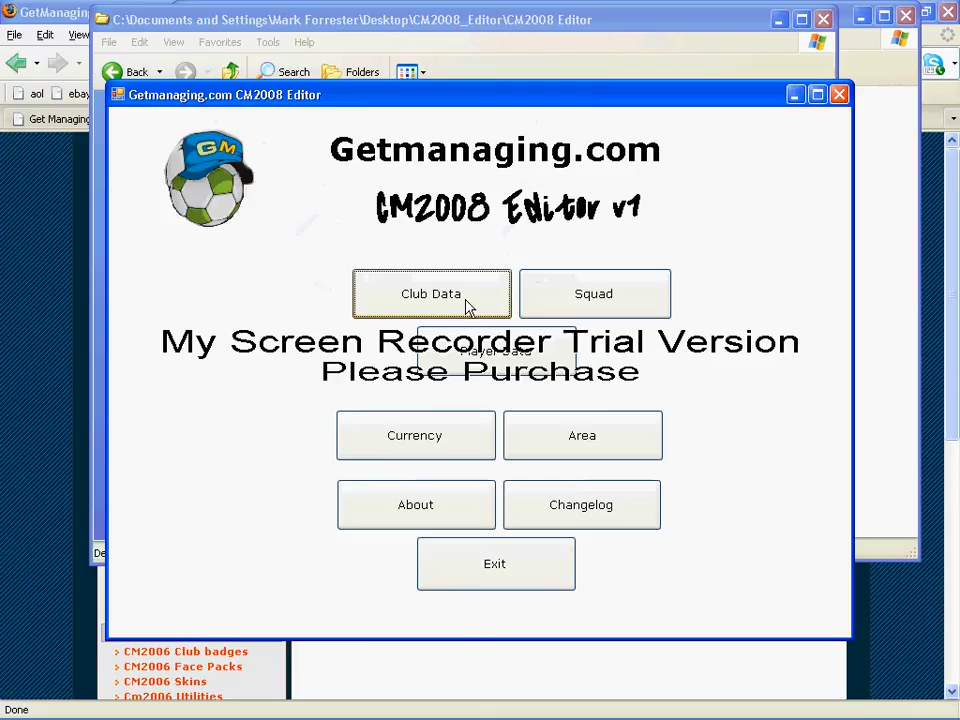 GetManaging
C:\Documents and Settings\Mark Forrester\Desktop\CM2008_Editor\CM2008 Editor
File Edit View
File Edit View Favorites Tools Help
Back Search Folders
aol ebay
Getmanaging.com CM2008 Editor
Get Managing
GM
Getmanaging.com
CM2008 Editor v1
Club Data Squad
My Screen Recorder Trial Version
Player Data
Please Purchase
Currency Area
About Changelog
De
Exit
> CM2006 Club badges
> CM2006 Face Packs
> CM2006 Skins
> Cm2006 Utilities
Done